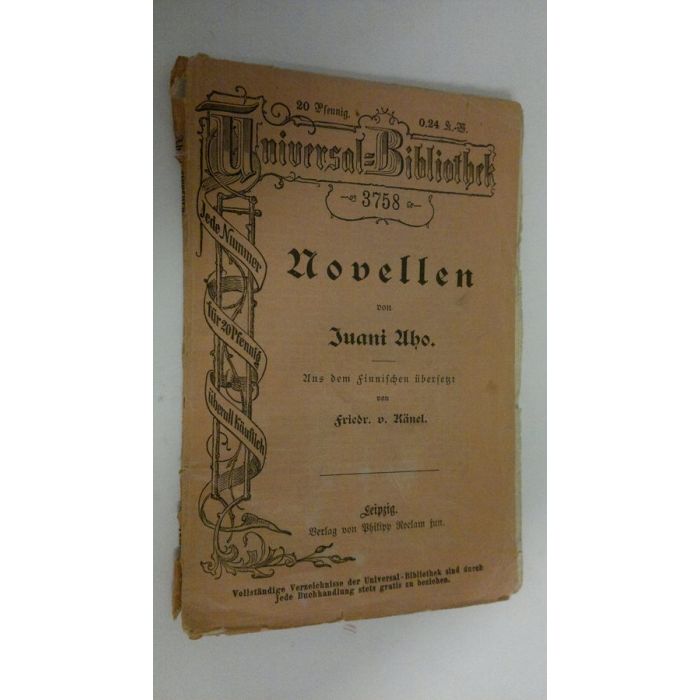 20 Pfennig. 0.24 K.-W.
Universal-Bibliothek
3758
Jede Nummer
für 20 Pfennig
überall käuflich
Novellen
von
Juani Aho.
Aus dem Finnischen übersetzt
von
Friedr. v. Känel.
Leipzig.
Verlag von Philipp Reclam jun.
Vollständige Verzeichnisse der Universal-Bibliothek sind durch
jede Buchhandlung stets gratis zu beziehen.